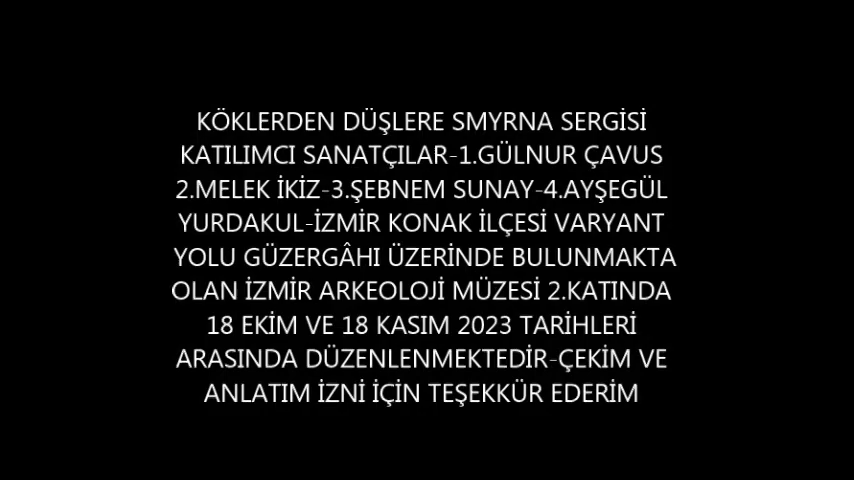 KÖKLERDEN DÜŞLERE SMYRNA SERGİSİ
KATILIMCI SANATÇILAR-1.GÜLNUR ÇAVUS
2.MELEK İKİZ-3.ŞEBNEM SUNAY-4.AYŞEGÜL
YURDAKUL-İZMİR KONAK İLÇESİ VARYANT
YOLU GÜZERGÂHI ÜZERİNDE BULUNMAKTA
OLAN İZMİR ARKEOLOJİ MÜZESİ 2.KATINDA
18 EKİM VE 18 KASIM 2023 TARİHLERİ
ARASINDA DÜZENLENMEKTEDİR-ÇEKİM VE
ANLATIM İZNİ İÇİN TEŞEKKÜR EDERİM